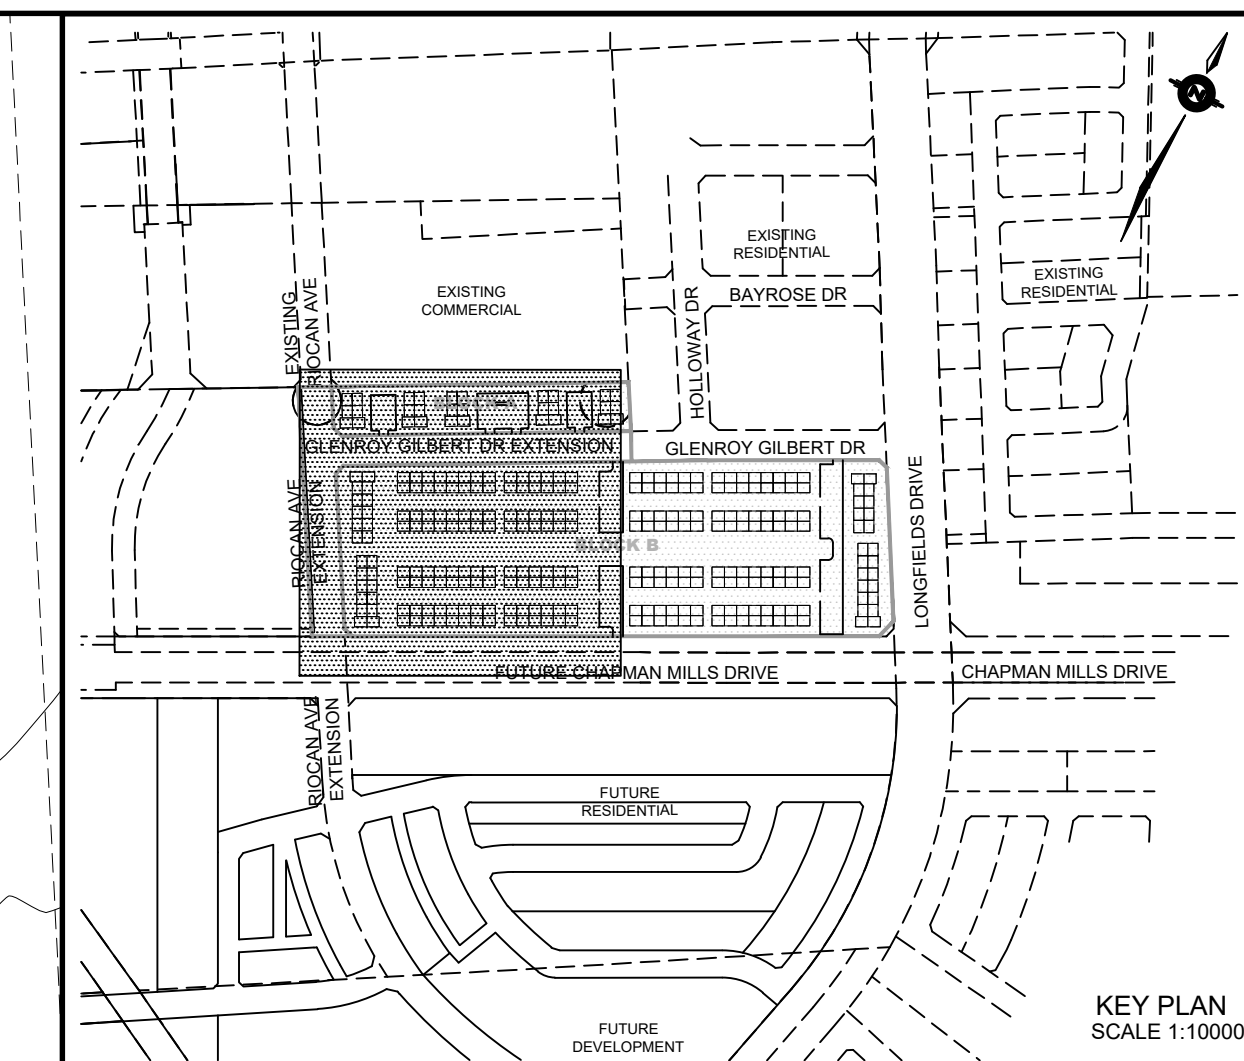 EXISTING
RESIDENTIAL
EXISTING
RESIDENTIAL
EXISTING
COMMERCIAL
BAYROSE DR
EXISTING
RIOCAN AVE
HOLLOWAY DR
BLOCK A
GLENROY GILBERT DR EXTENSION
GLENROY GILBERT DR
RIOCAN AVE
EXTENSION
BLOCK B
LONGFIELDS DRIVE
FUTURE CHAPMAN MILLS DRIVE
CHAPMAN MILLS DRIVE
RIOCAN AVE
EXTENSION
FUTURE
RESIDENTIAL
FUTURE
DEVELOPMENT
KEY PLAN
SCALE 1:10000
N